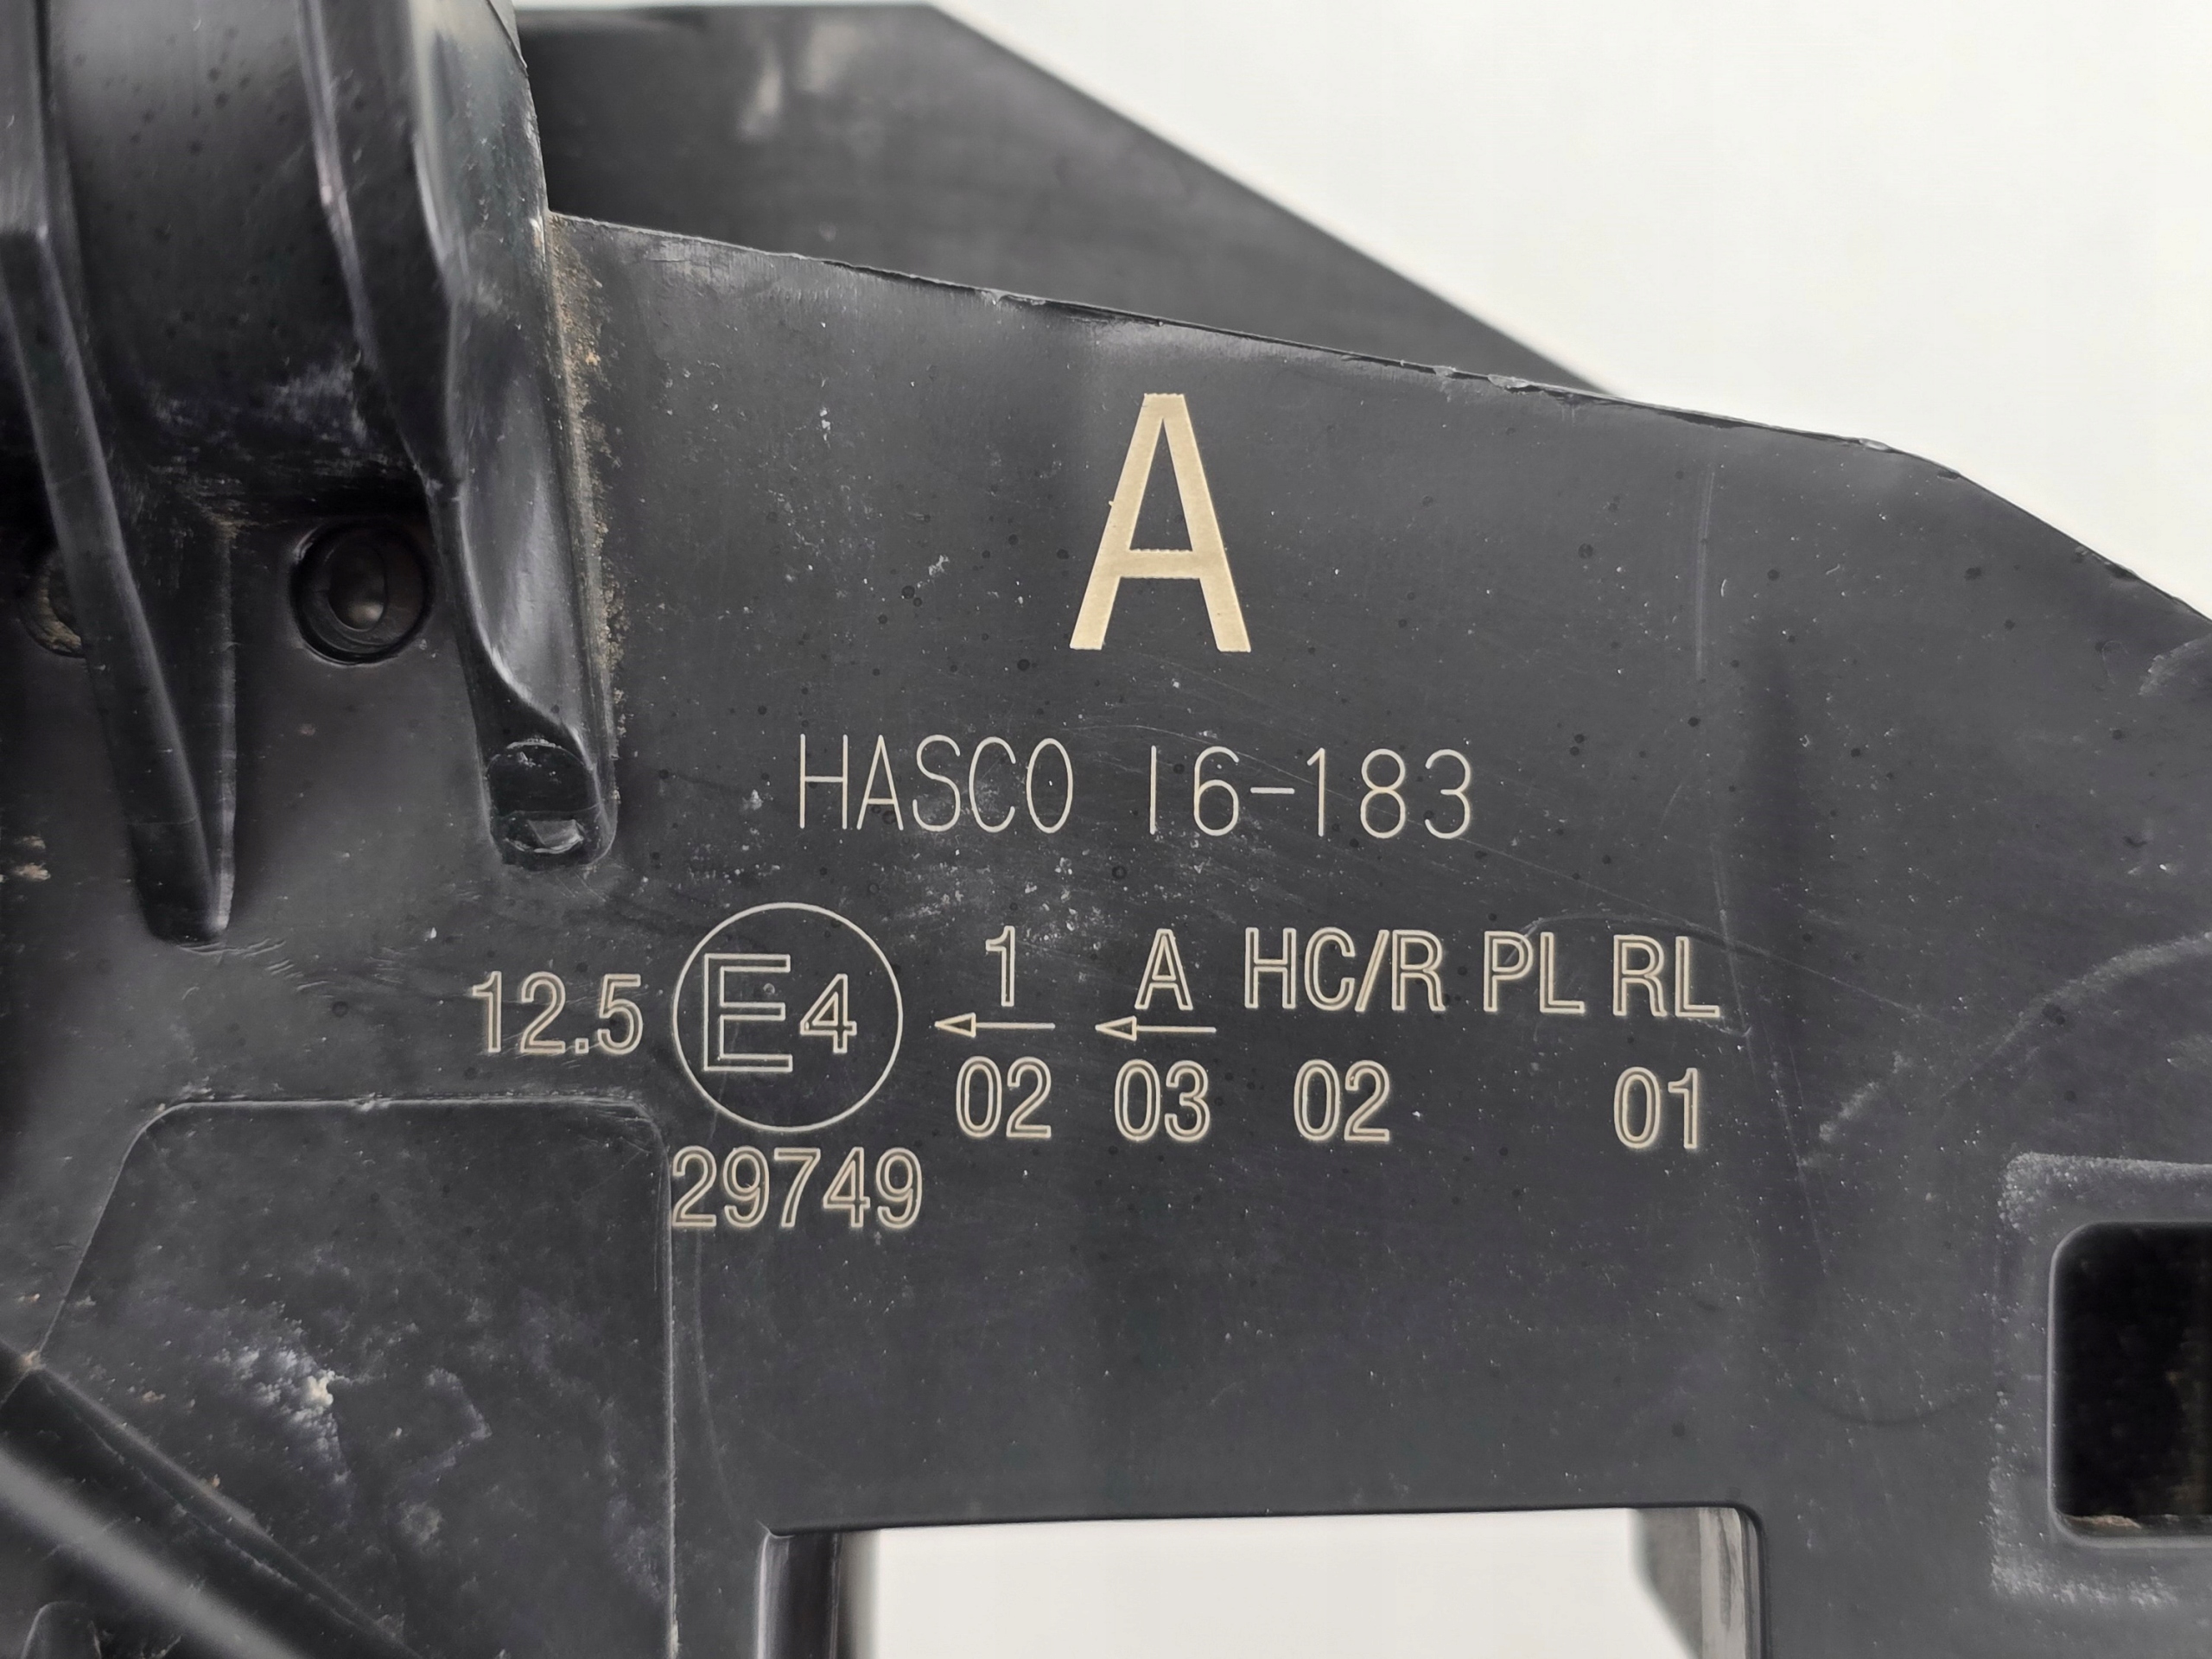 A
HASCO 16-183
12.5 E4 1 A HC/R PL RL
02 03 02 01
29749